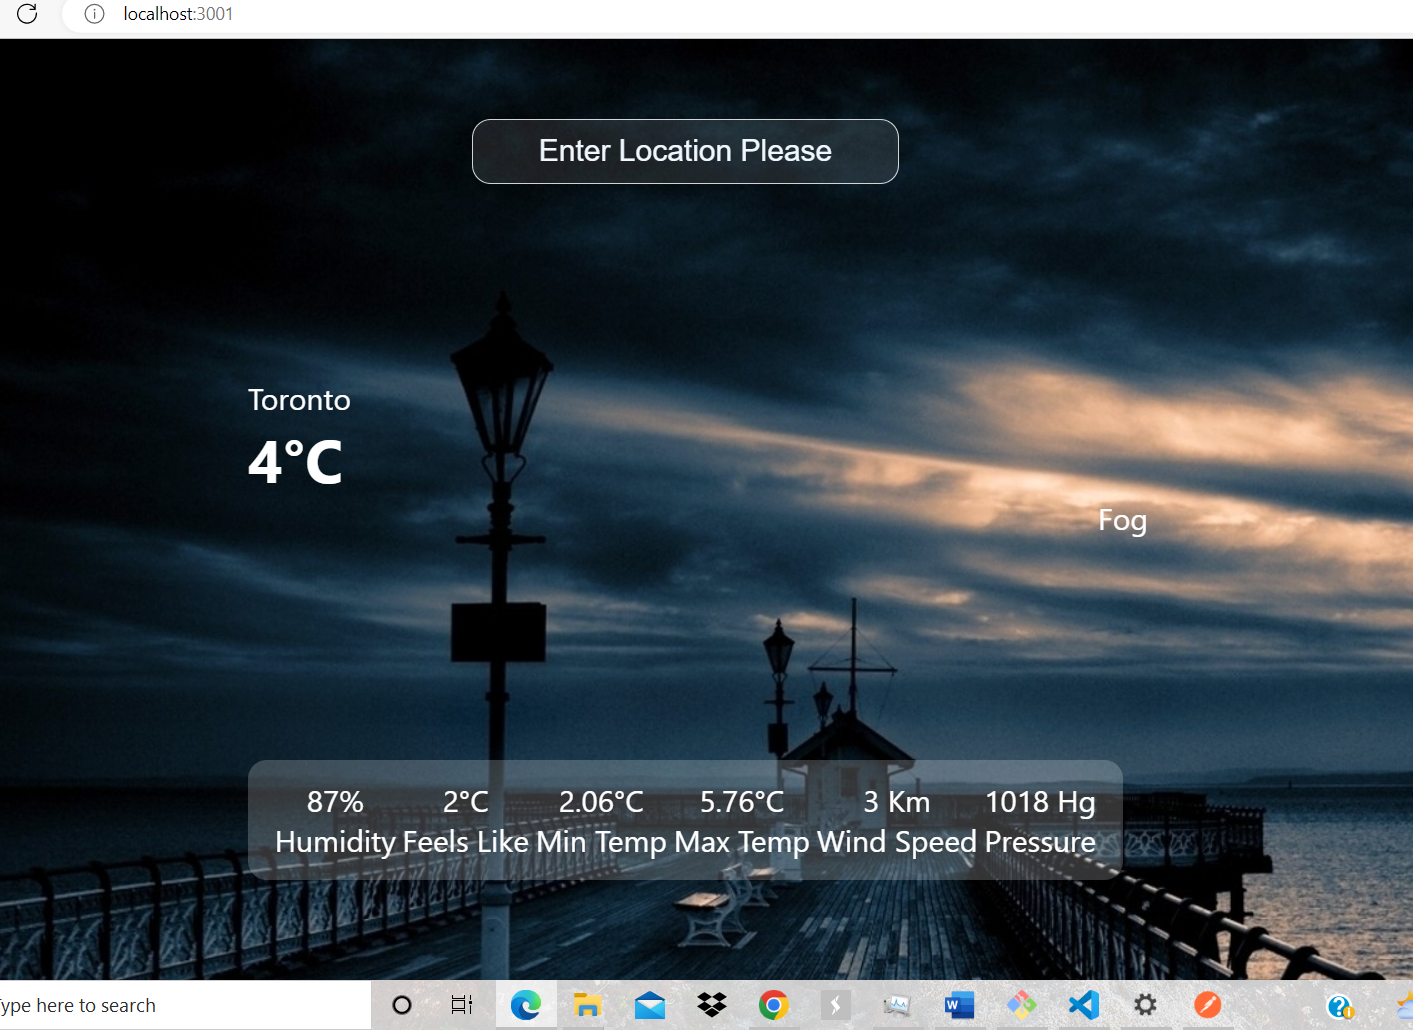 localhost:3001
Enter Location Please
Toronto
4°C
Fog
87% 2°C 2.06°C 5.76°C 3 Km 1018 Hg
Humidity Feels Like Min Temp Max Temp Wind Speed Pressure
ype here to search